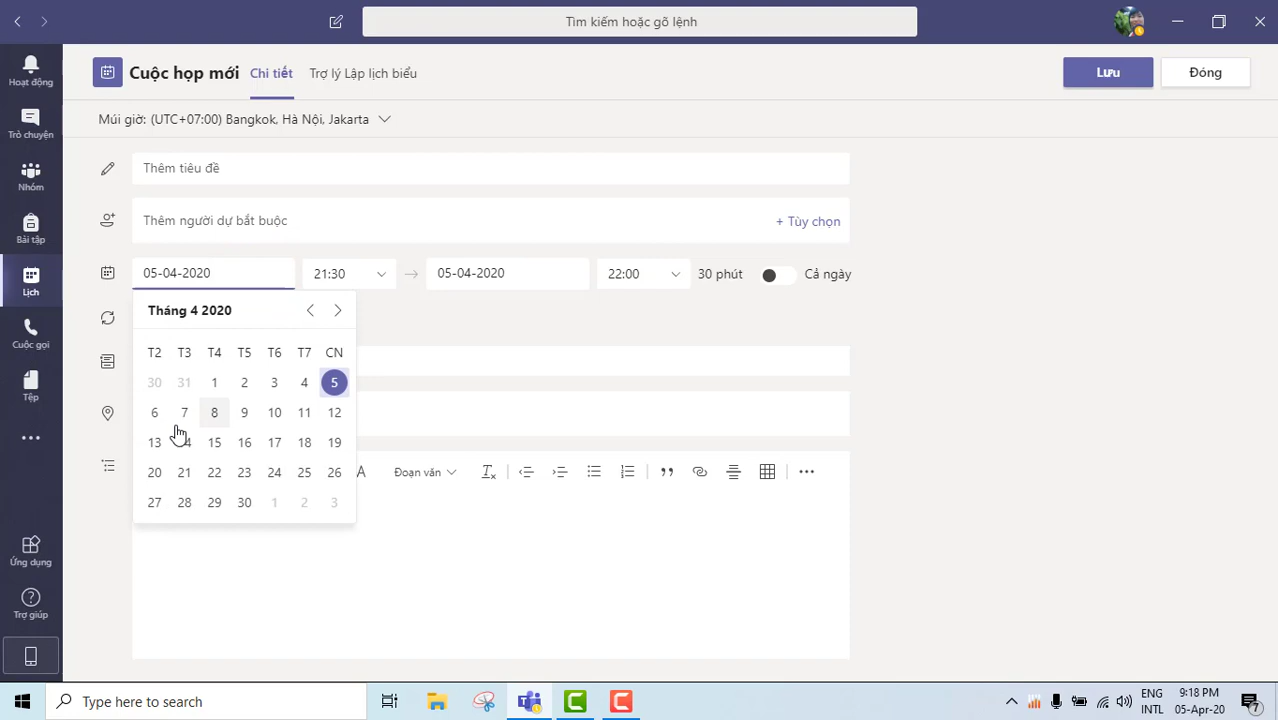 Tìm kiếm hoặc gõ lệnh
Hoạt động
Trò chuyện
Nhóm
Bài tập
Lịch
Cuộc gọi
Tệp
Ứng dụng
Trợ giúp
Cuộc họp mới Chi tiết Trợ lý Lập lịch biểu Lưu Đóng
Múi giờ: (UTC+07:00) Bangkok, Hà Nội, Jakarta
Thêm tiêu đề
Thêm người dự bắt buộc + Tùy chọn
05-04-2020 21:30 05-04-2020 22:00 30 phút Cả ngày
Tháng 4 2020
T2 T3 T4 T5 T6 T7 CN
30 31 1 2 3 4 5
6 7 8 9 10 11 12
13 15 16 17 18 19
20 21 22 23 24 25 26
27 28 29 30 1 2 3
A Đoạn văn
Type here to search
ENG 9:18 PM
INTL 05-Apr-20 7